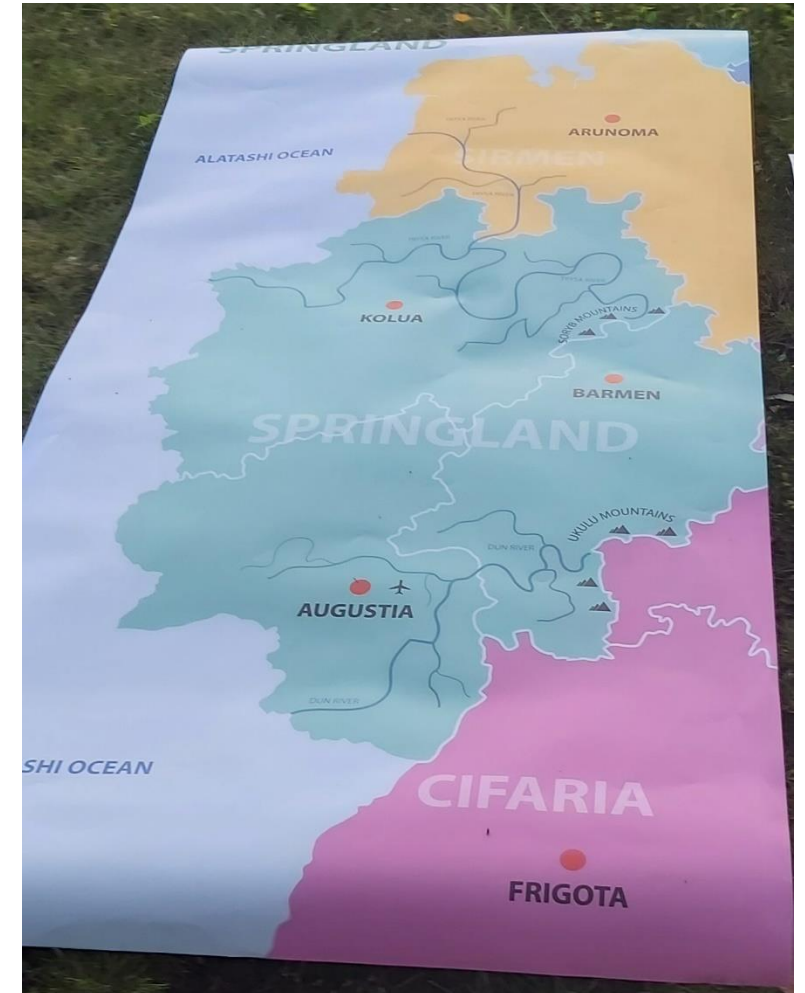 SPRINGLAND
ARUNOMA
ALATASHI OCEAN
SIRMEN
KOLUA
SORYB MOUNTAINS
BARMEN
SPRINGLAND
UKULU MOUNTAINS
DUN RIVER
AUGUSTIA
DUN RIVER
SHI OCEAN
CIFARIA
FRIGOTA